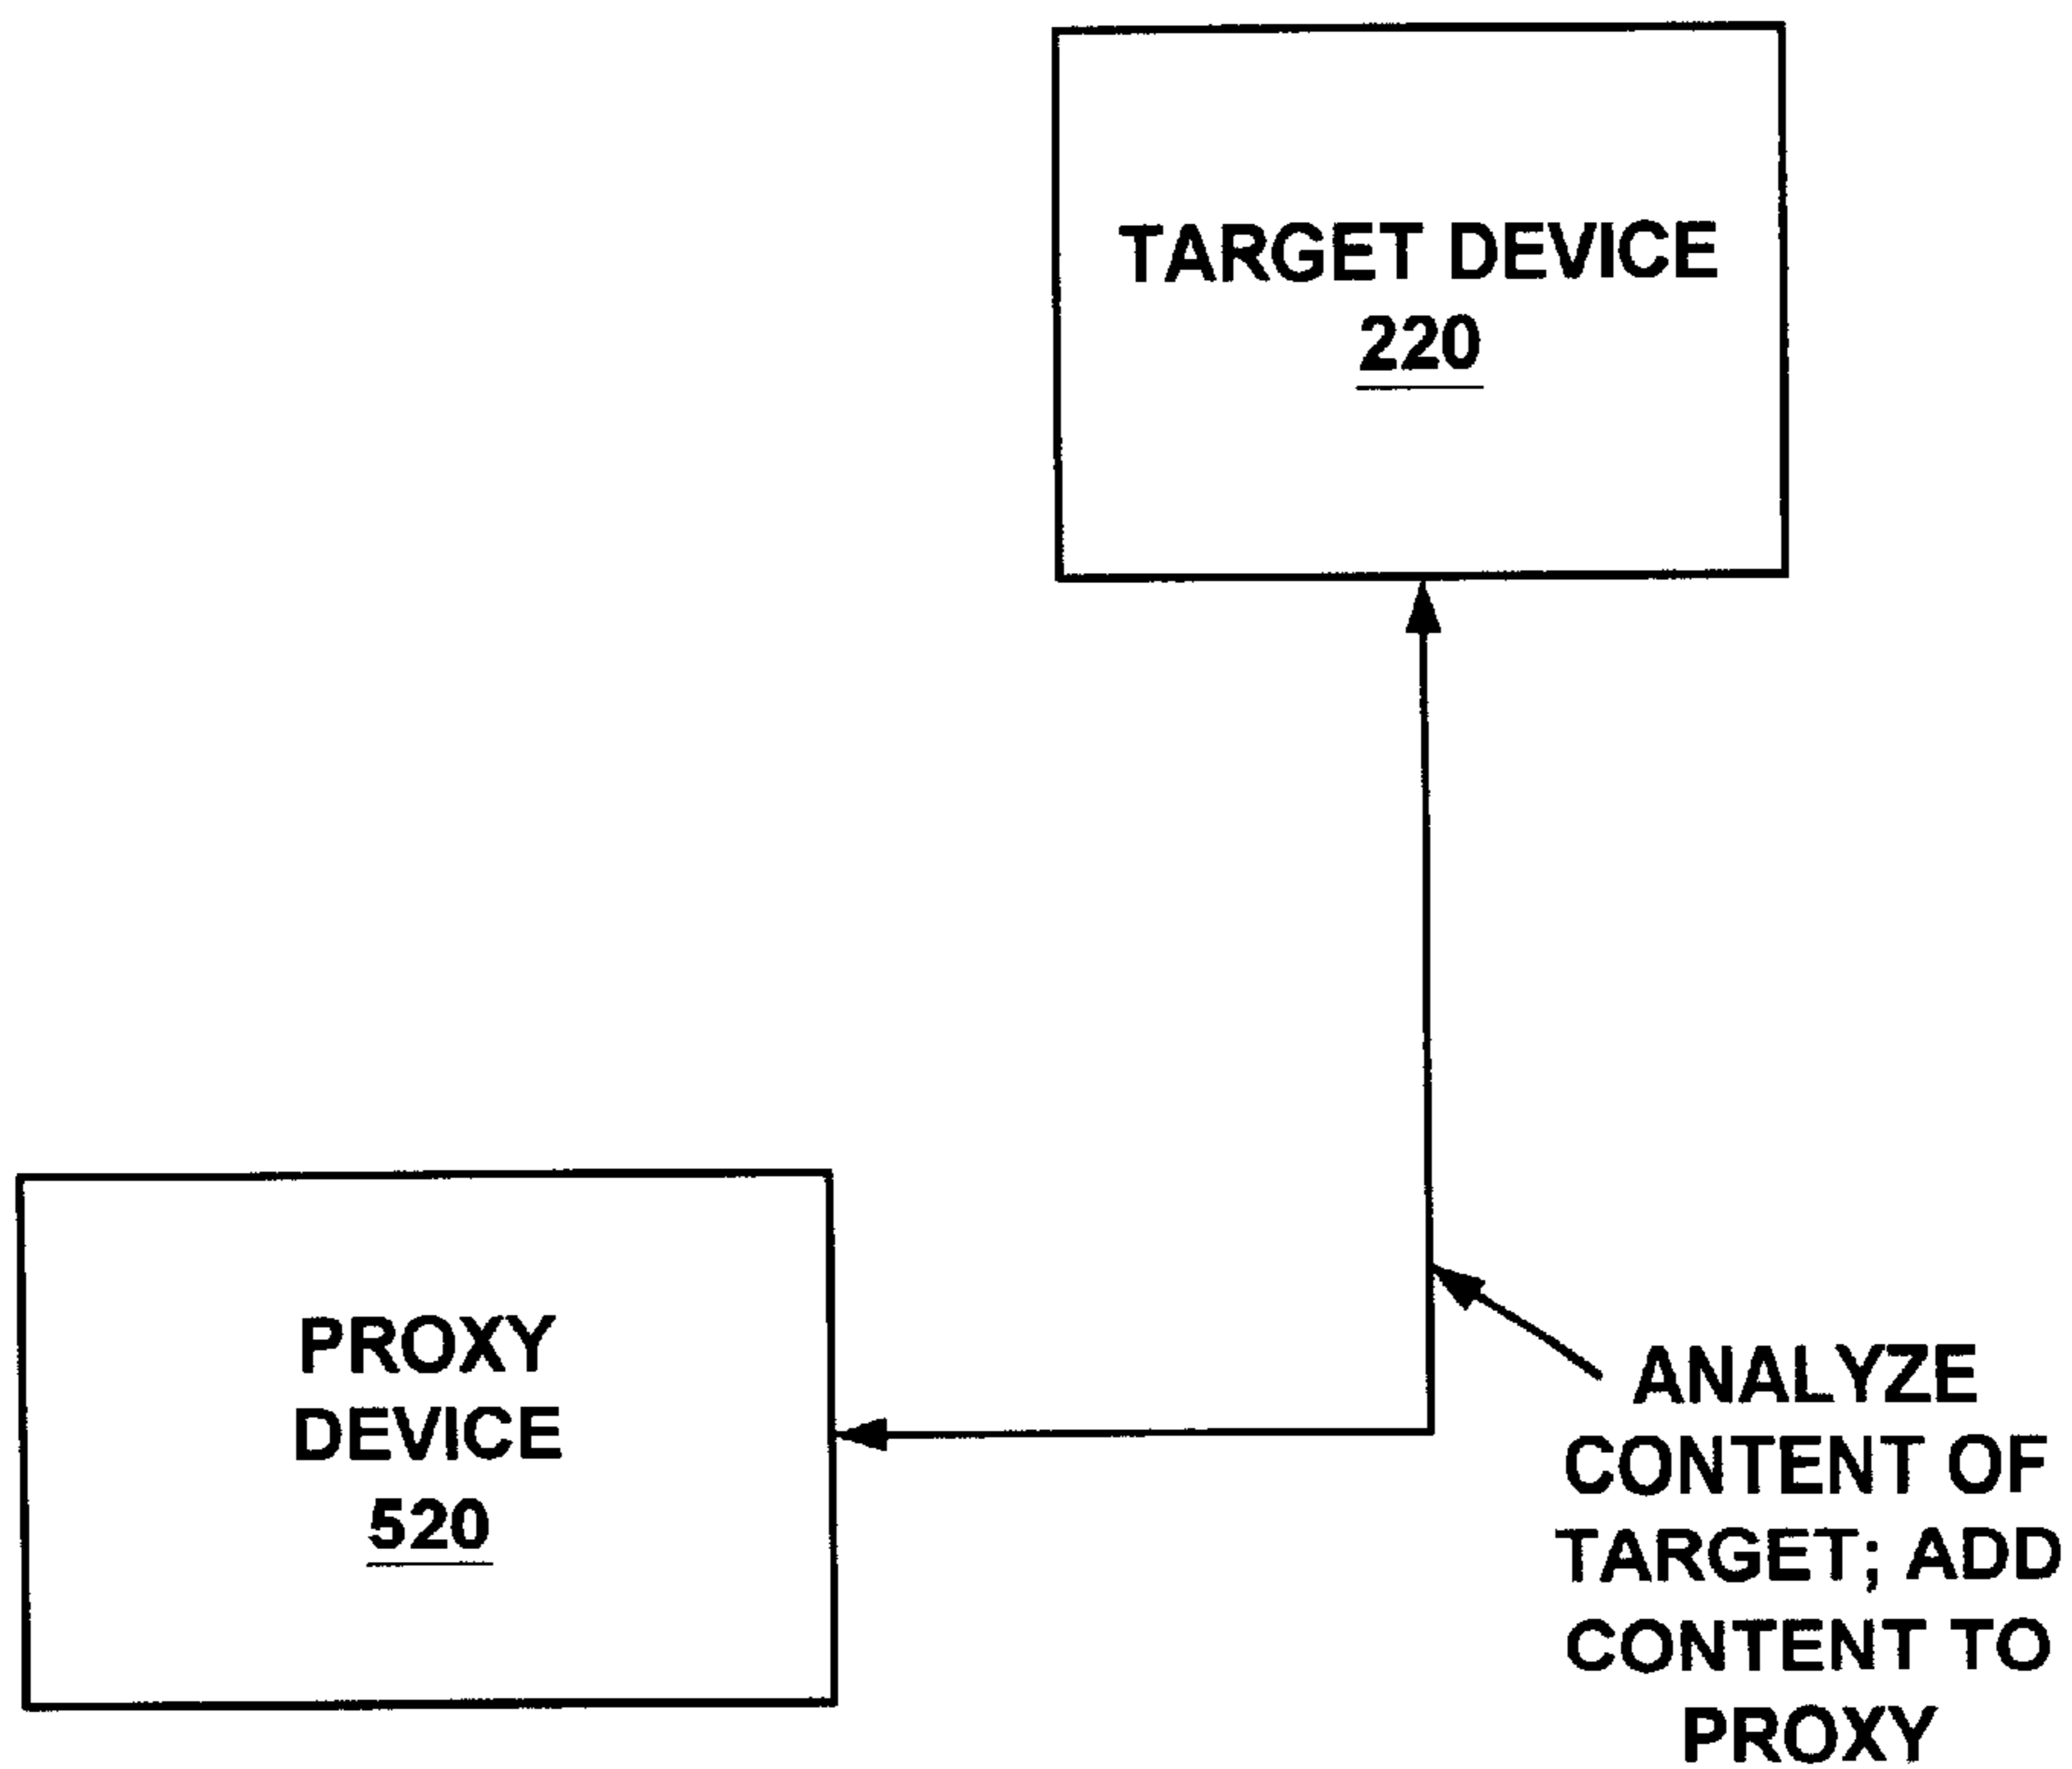 TARGET DEVICE
220
PROXY
DEVICE
520
ANALYZE
CONTENT OF
TARGET; ADD
CONTENT TO
PROXY